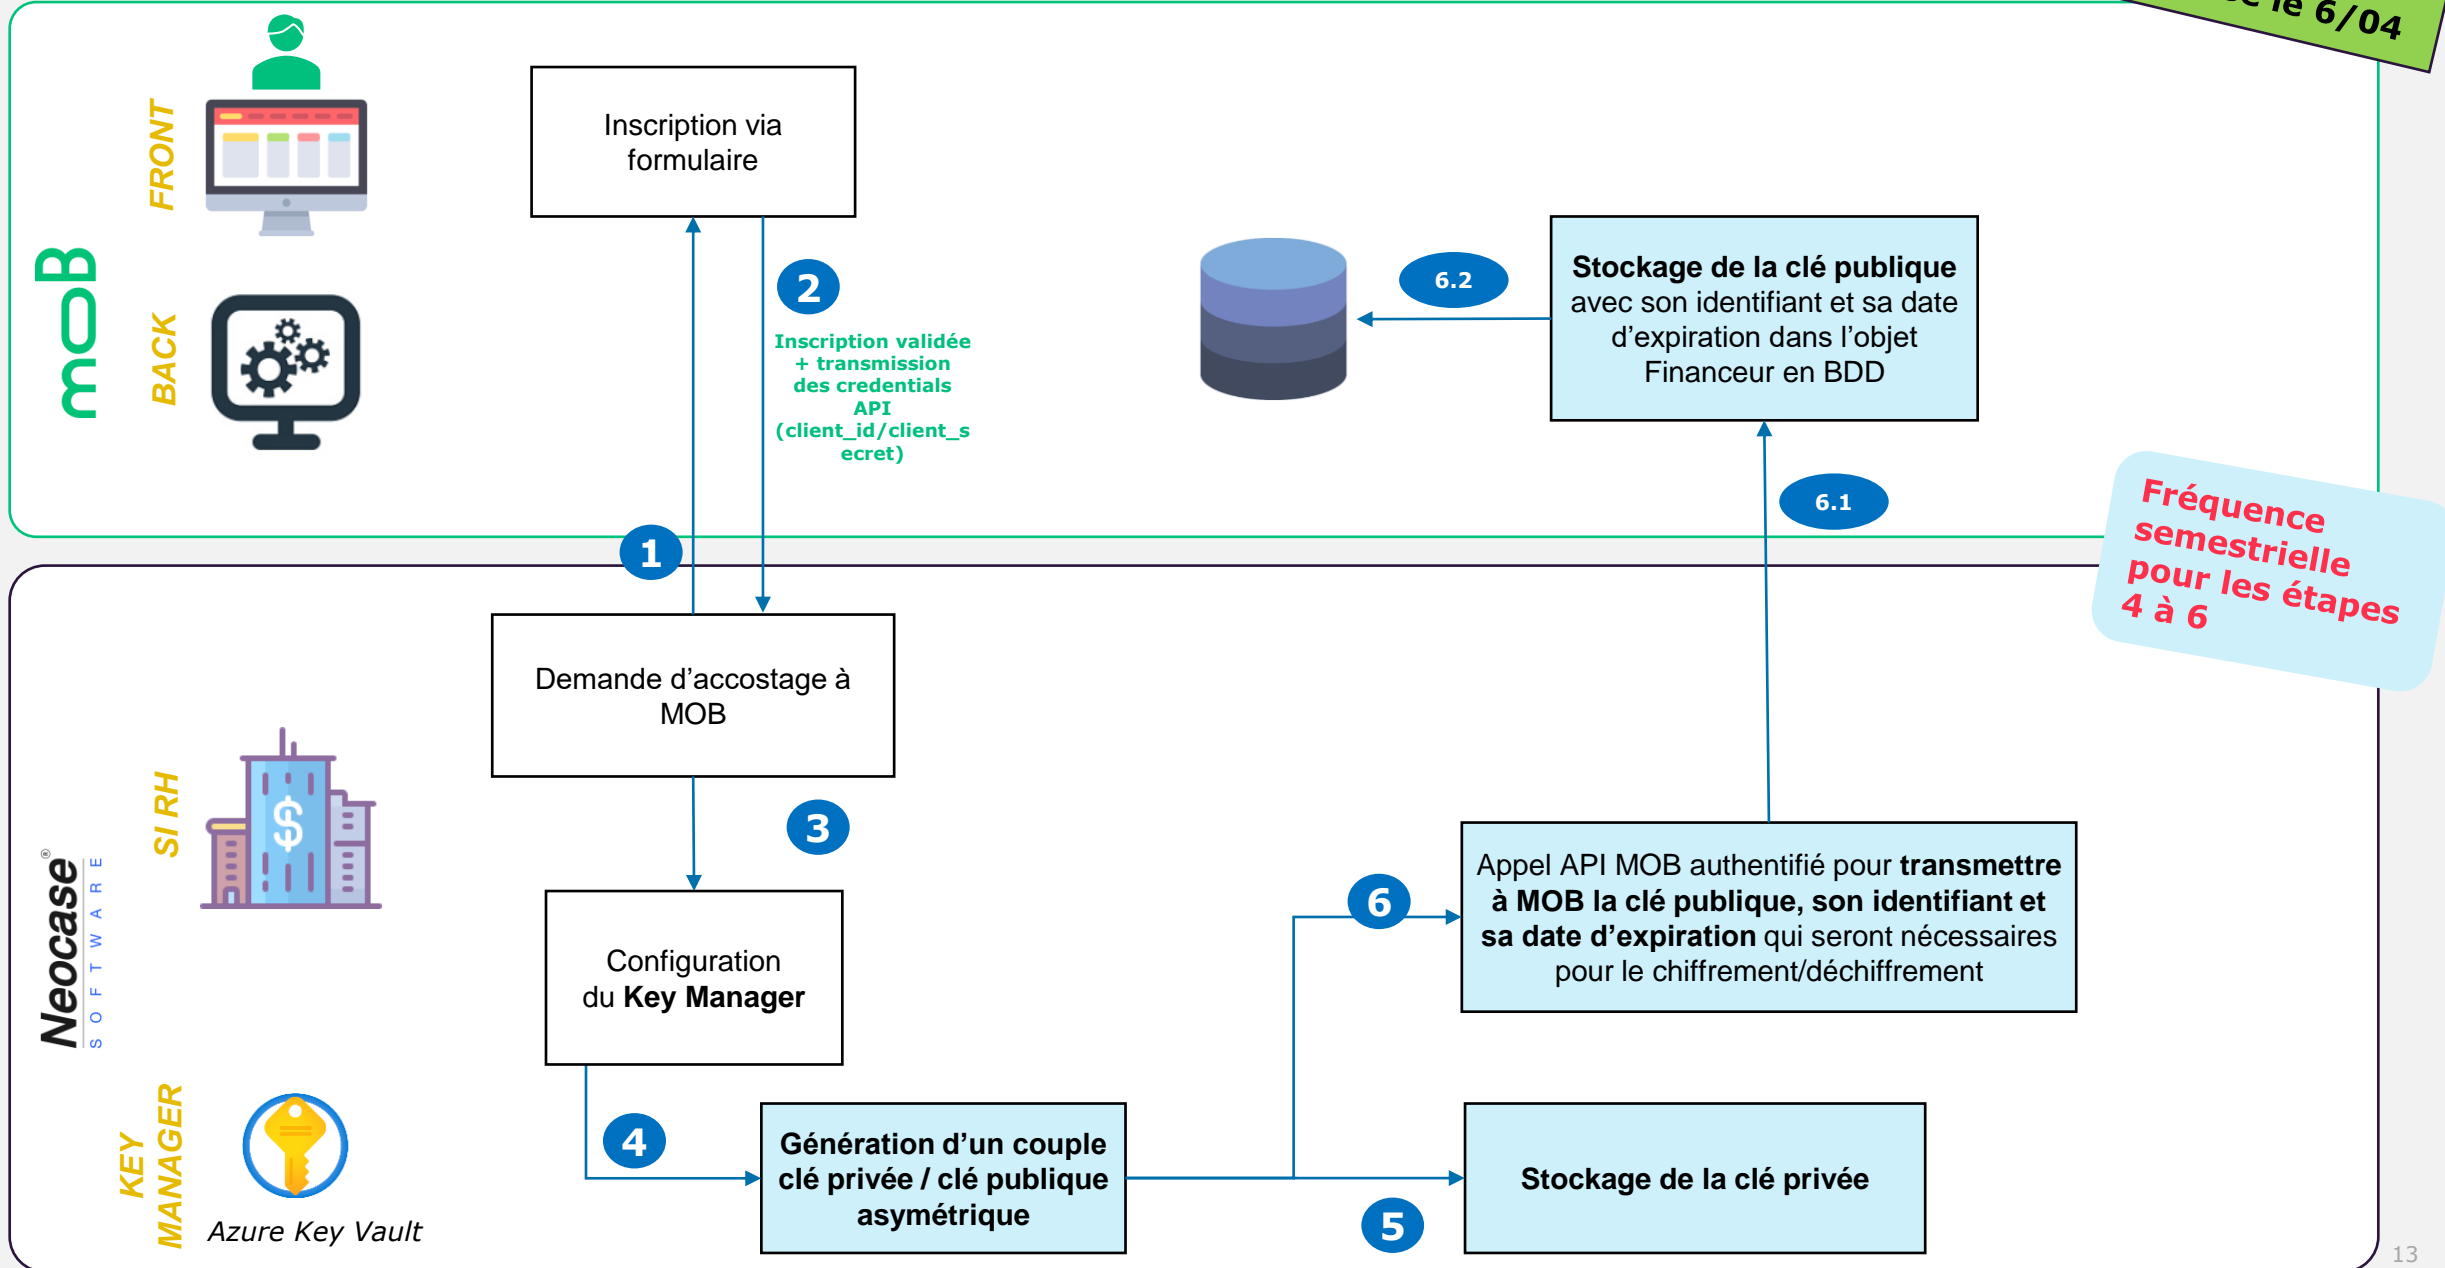 le 6/04
FRONT
Inscription via
formulaire
moB
BACK
2
Inscription validée
+ transmission
des credentials
API
(client_id/client_s
ecret)
6.2
Stockage de la clé publique
avec son identifiant et sa date
d’expiration dans l’objet
Financeur en BDD
6.1
Fréquence
semestrielle
pour les étapes
4 à 6
1
Demande d’accostage à
MOB
SI RH
3
Neocase®
SOFTWARE
Configuration
du Key Manager
6
Appel API MOB authentifié pour transmettre
à MOB la clé publique, son identifiant et
sa date d’expiration qui seront nécessaires
pour le chiffrement/déchiffrement
KEY
MANAGER
Azure Key Vault
4
Génération d’un couple
clé privée / clé publique
asymétrique
5
Stockage de la clé privée
13